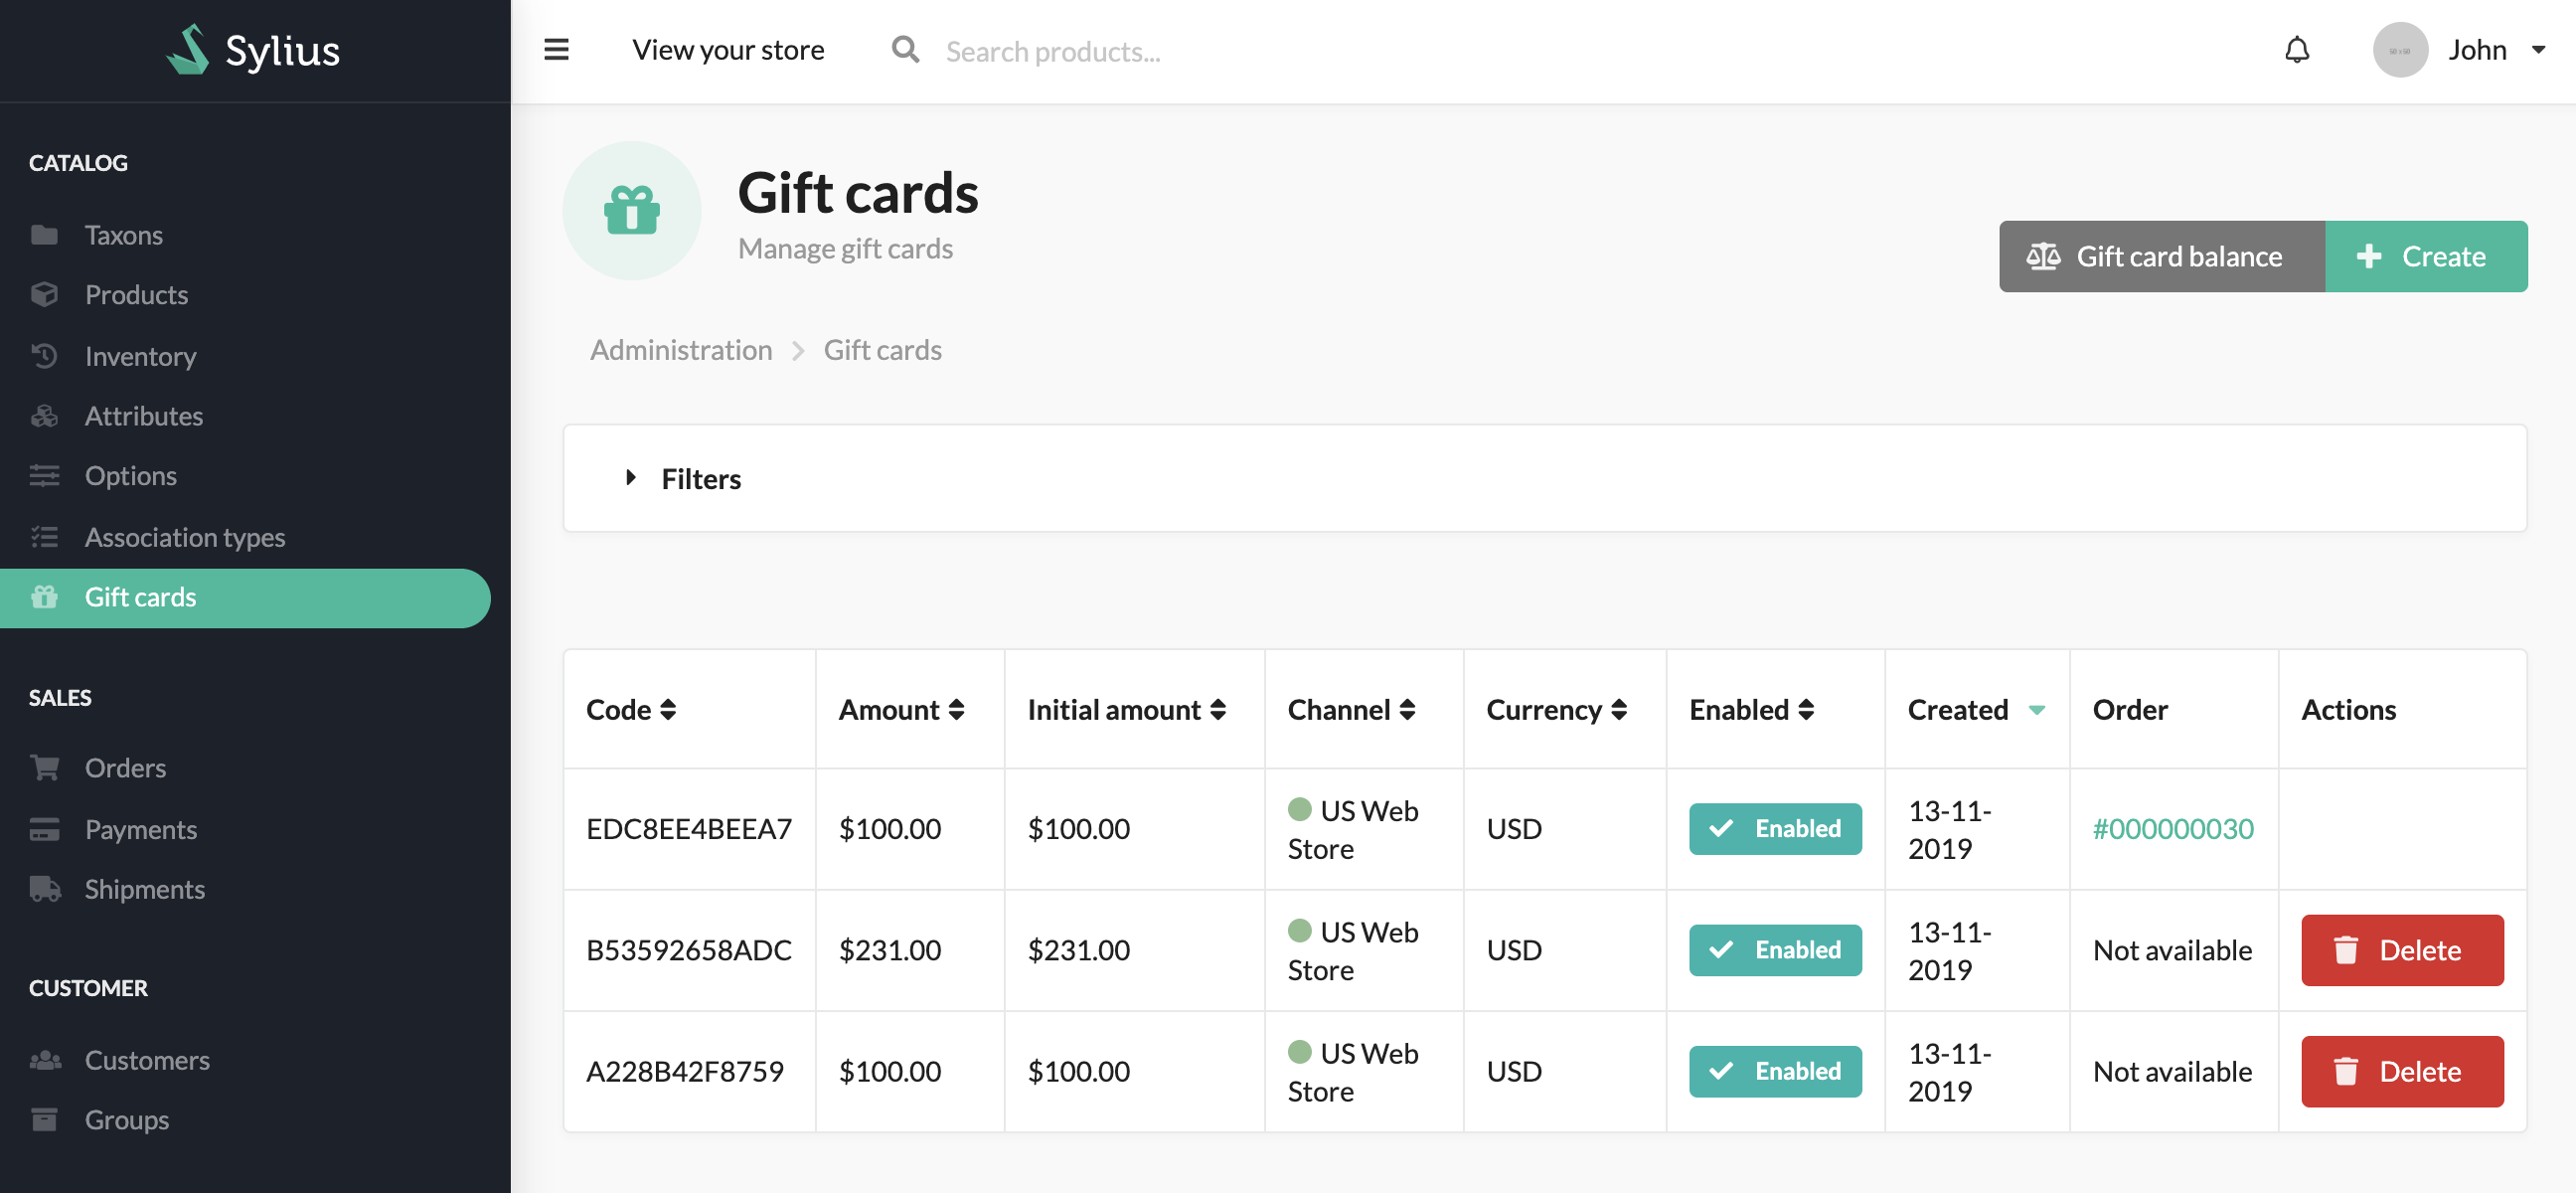 Sylius
View your store
Search products...
John
CATALOG
Taxons
Products
Inventory
Attributes
Options
Association types
Gift cards
SALES
Orders
Payments
Shipments
CUSTOMER
Customers
Groups
Gift cards
Manage gift cards
Gift card balance
Create
Administration Gift cards
Filters
Code Amount Initial amount Channel Currency Enabled Created Order Actions
EDC8EE4BEEA7 $100.00 $100.00 US Web Store USD Enabled 13-11-2019 #000000030
B53592658ADC $231.00 $231.00 US Web Store USD Enabled 13-11-2019 Not available Delete
A228B42F8759 $100.00 $100.00 US Web Store USD Enabled 13-11-2019 Not available Delete